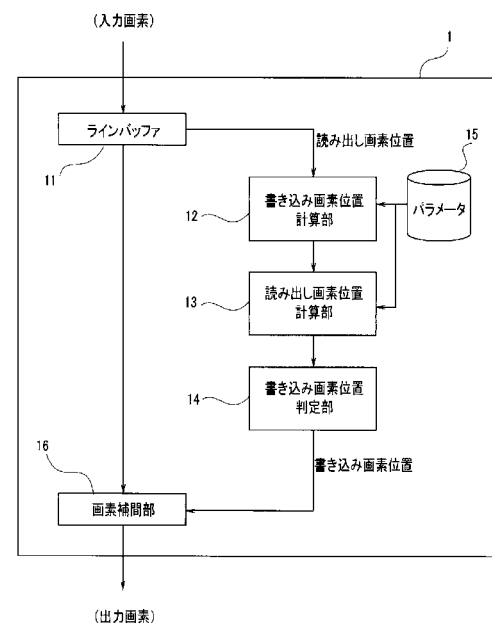 (入力画素)
1
ラインバッファ
11
読み出し画素位置
15
パラメータ
書き込み画素位置
計算部
12
読み出し画素位置
計算部
13
書き込み画素位置
判定部
14
書き込み画素位置
16
画素補間部
(出力画素)